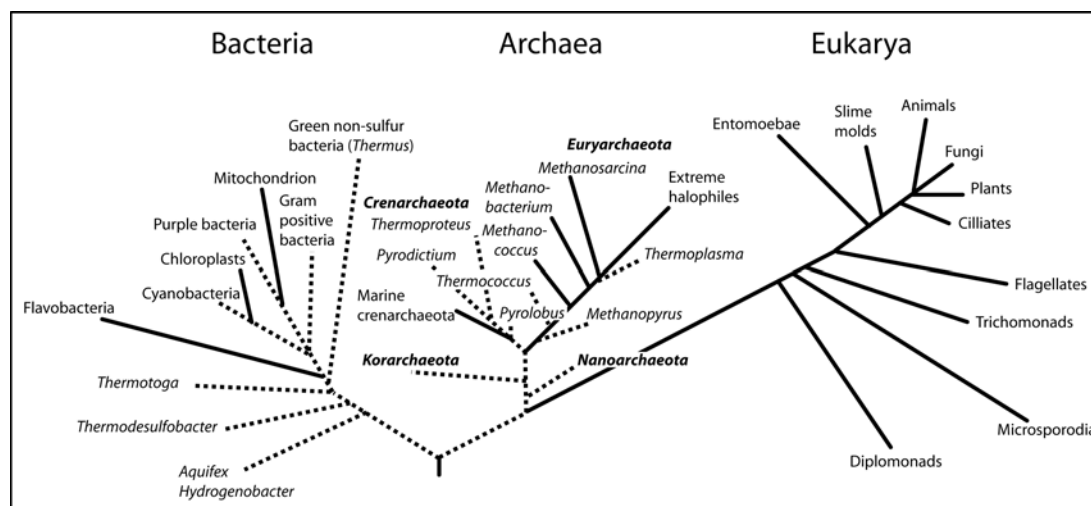 Bacteria
Archaea
Eukarya
Green non-sulfur
bacteria (Thermus)
Mitochondrion
Gram
positive
bacteria
Purple bacteria
Chloroplasts
Cyanobacteria
Flavobacteria
Thermotoga
Thermodesulfobacter
Aquifex
Hydrogenobacter
Crenarchaeota
Thermoproteus
Pyrodictium
Marine
crenarchaeota
Thermococcus
Pyrolobus
Korarchaeota
Euryarchaeota
Methanosarcina
Methano-
bacterium
Methano-
coccus
Extreme
halophiles
Thermoplasma
Methanopyrus
Nanoarchaeota
Entomoebae
Slime
molds
Animals
Fungi
Plants
Cilliates
Flagellates
Trichomonads
Microsporodia
Diplomonads